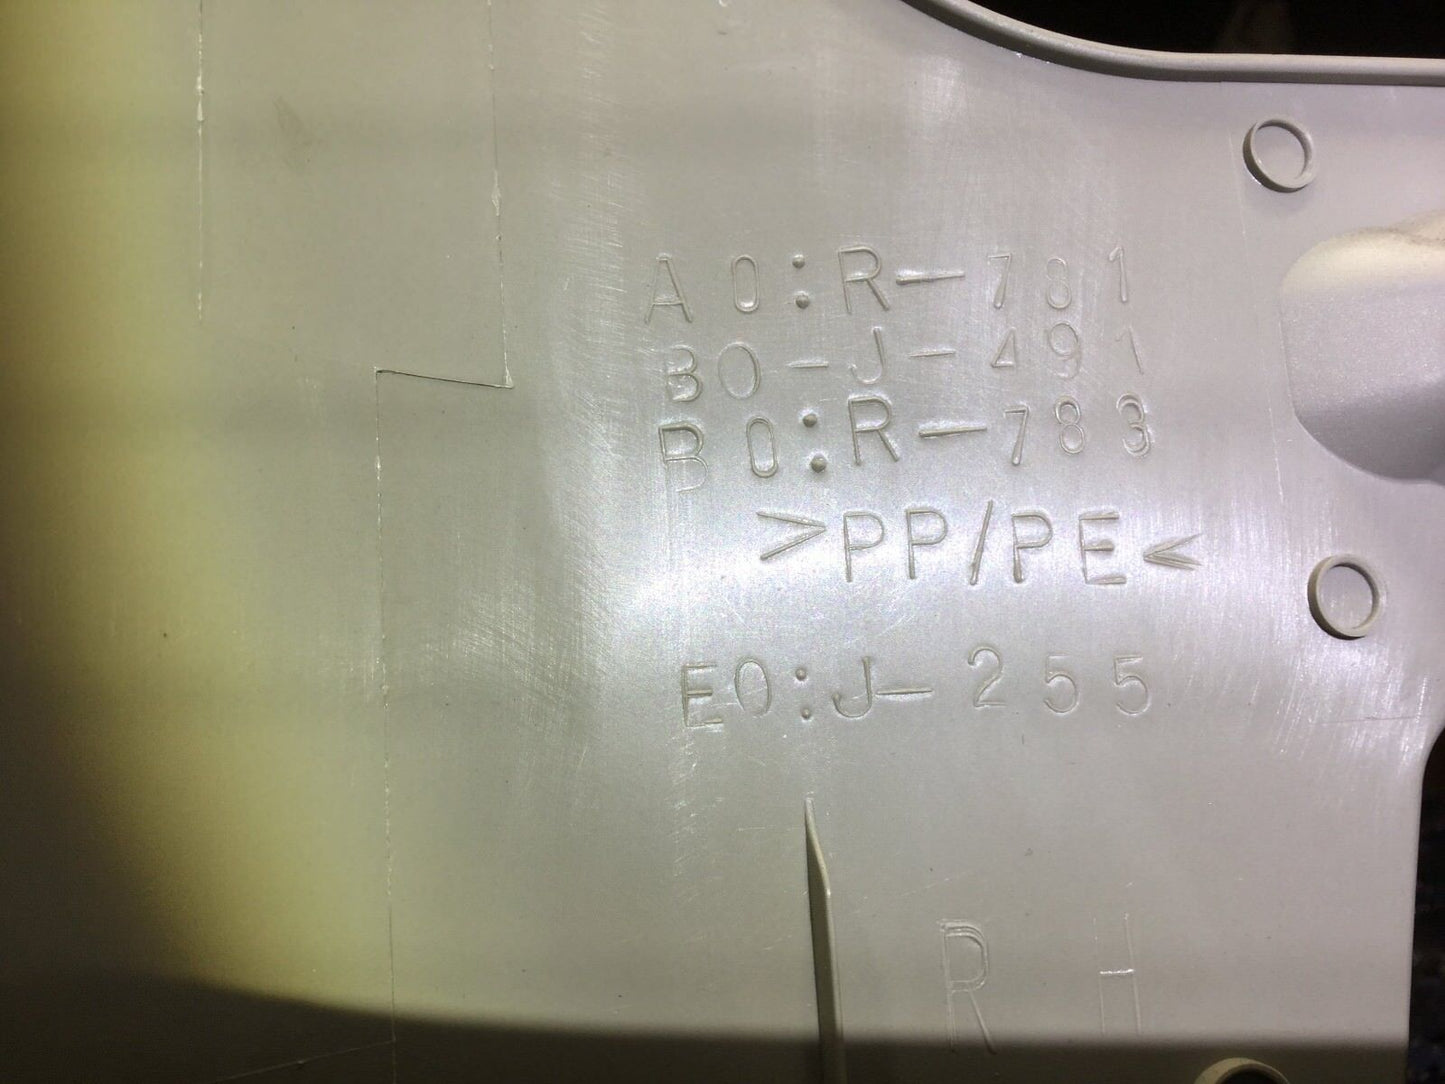 A0:R-781
B0-J-491
B0:R-783
>PP/PE<
E0:J-255
RH